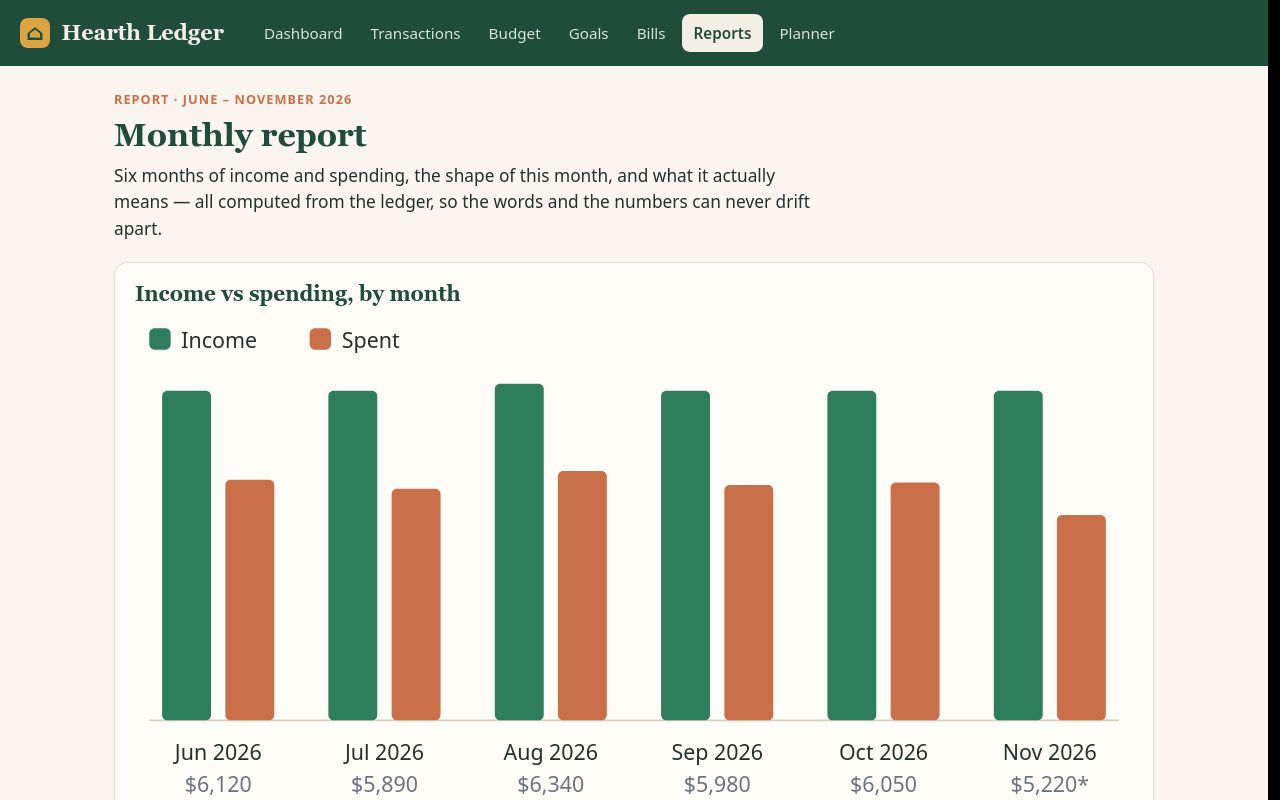 Hearth Ledger
Dashboard
Transactions
Budget
Goals
Bills
Reports
Planner
REPORT · JUNE – NOVEMBER 2026
Monthly report
Six months of income and spending, the shape of this month, and what it actually
means — all computed from the ledger, so the words and the numbers can never drift
apart.
Income vs spending, by month
Income
Spent
Jun 2026
Jul 2026
Aug 2026
Sep 2026
Oct 2026
Nov 2026
$6,120
$5,890
$6,340
$5,980
$6,050
$5,220*